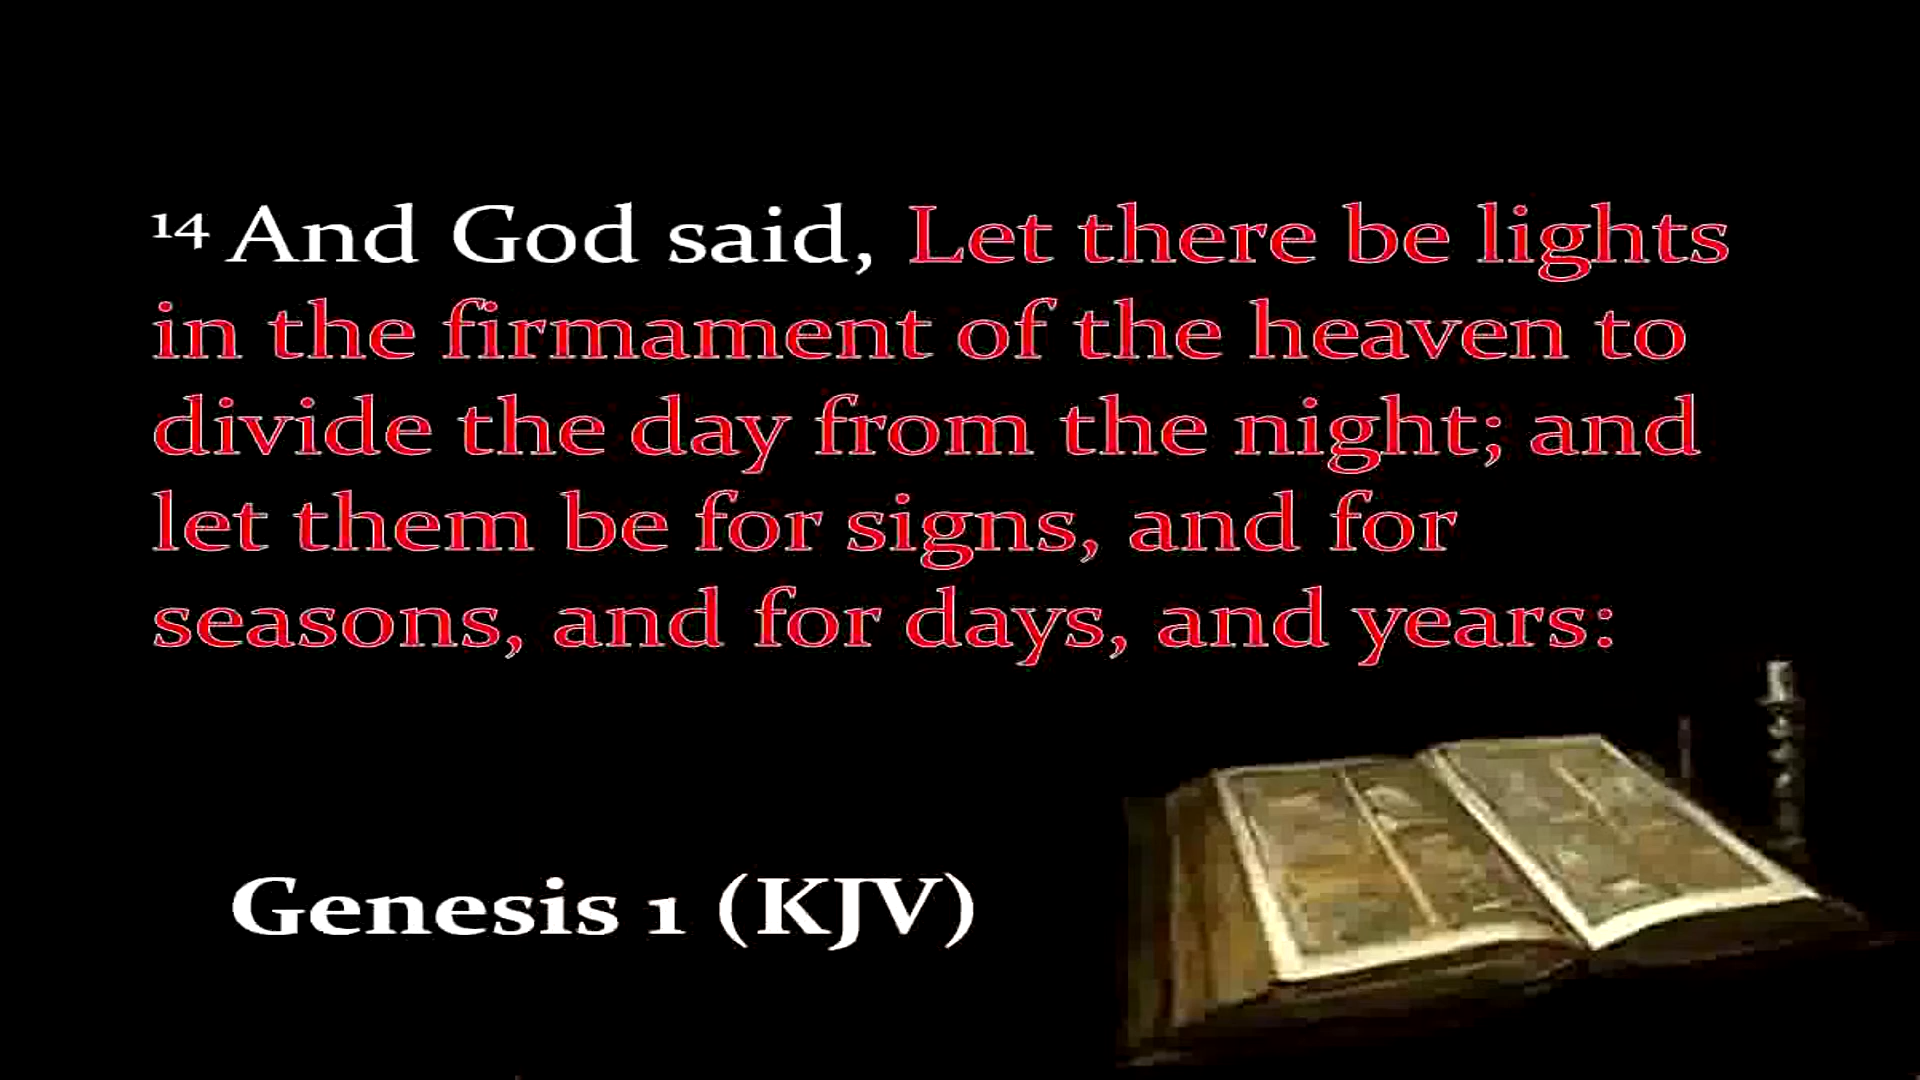 14 And God said, Let there be lights
in the firmament of the heaven to
divide the day from the night; and
let them be for signs, and for
seasons, and for days, and years:
Genesis 1 (KJV)